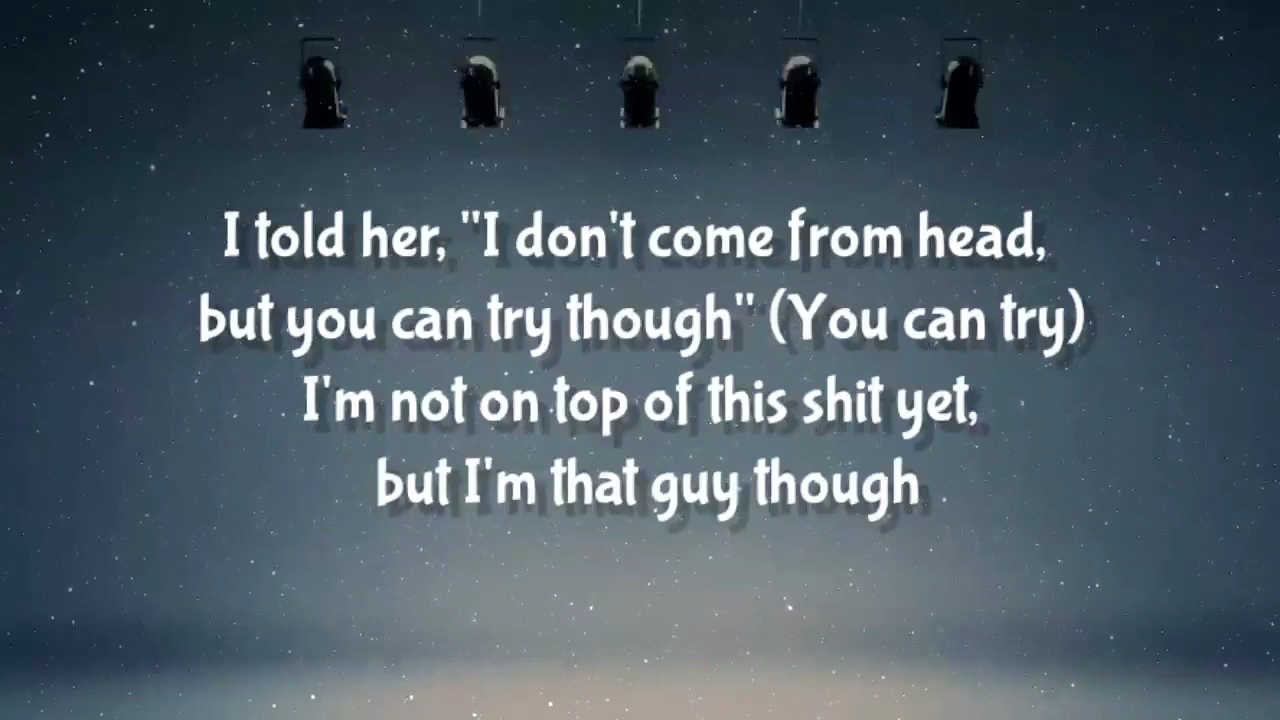 I told her, "I don't come from head,
but you can try though" (You can try)
I'm not on top of this shit yet,
but I'm that guy though